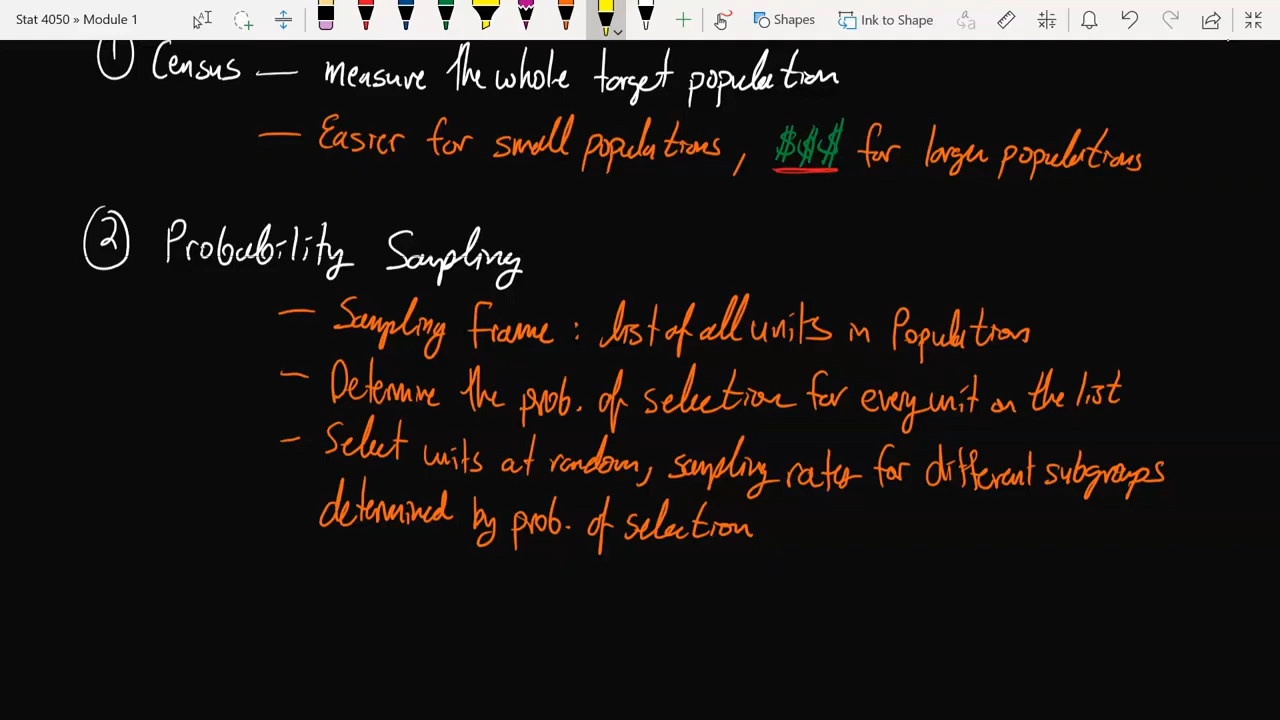 Stat 4050 » Module 1
Shapes
Ink to Shape
① Census — measure the whole target population
— Easier for small populations, $$$ for larger populations
② Probability Sampling
— Sampling Frame : list of all units in Population
— Determine the prob. of selection for every unit on the list
- Select units at random, sampling rates for different subgroups
determined by prob. of selection